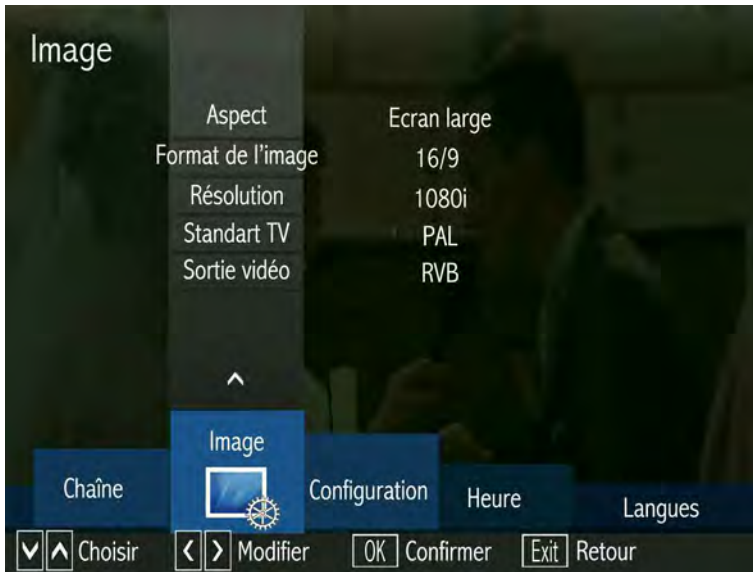 Image
Aspect Ecran large
Format de l'image 16/9
Résolution 1080i
Standart TV PAL
Sortie vidéo RVB
Image
Chaîne Configuration Heure Langues
Choisir Modifier OK Confirmer Exit Retour